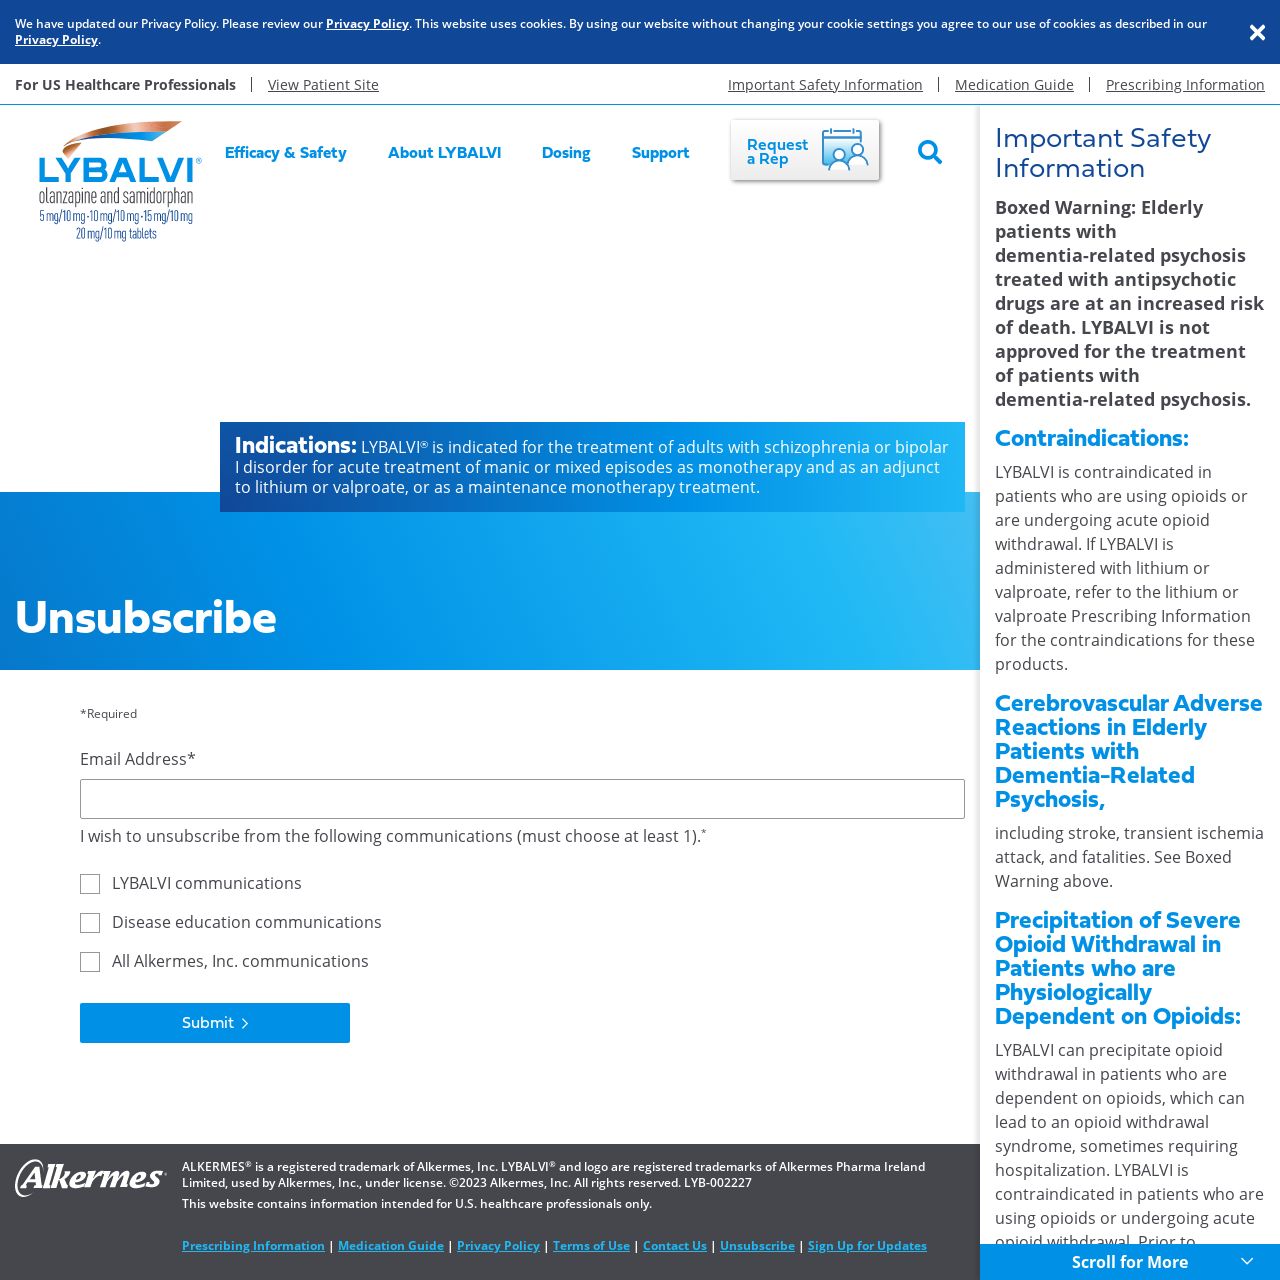 We have updated our Privacy Policy. Please review our Privacy Policy. This website uses cookies. By using our website without changing your cookie settings you agree to our use of cookies as described in our
Privacy Policy.
For US Healthcare Professionals
View Patient Site
Important Safety Information
Medication Guide
Prescribing Information
LYBALVI®
olanzapine and samidorphan
5 mg/10 mg • 10 mg/10 mg • 15 mg/10 mg
20 mg/10 mg tablets
Efficacy & Safety
About LYBALVI
Dosing
Support
Request
a Rep
Indications: LYBALVI® is indicated for the treatment of adults with schizophrenia or bipolar
I disorder for acute treatment of manic or mixed episodes as monotherapy and as an adjunct
to lithium or valproate, or as a maintenance monotherapy treatment.
Unsubscribe
*Required
Email Address*
I wish to unsubscribe from the following communications (must choose at least 1).*
LYBALVI communications
Disease education communications
All Alkermes, Inc. communications
Submit
Important Safety
Information
Boxed Warning: Elderly
patients with
dementia-related psychosis
treated with antipsychotic
drugs are at an increased risk
of death. LYBALVI is not
approved for the treatment
of patients with
dementia-related psychosis.
Contraindications:
LYBALVI is contraindicated in
patients who are using opioids or
are undergoing acute opioid
withdrawal. If LYBALVI is
administered with lithium or
valproate, refer to the lithium or
valproate Prescribing Information
for the contraindications for these
products.
Cerebrovascular Adverse
Reactions in Elderly
Patients with
Dementia-Related
Psychosis,
including stroke, transient ischemia
attack, and fatalities. See Boxed
Warning above.
Precipitation of Severe
Opioid Withdrawal in
Patients who are
Physiologically
Dependent on Opioids:
LYBALVI can precipitate opioid
withdrawal in patients who are
dependent on opioids, which can
lead to an opioid withdrawal
syndrome, sometimes requiring
hospitalization. LYBALVI is
contraindicated in patients who are
using opioids or undergoing acute
opioid withdrawal. Prior to
Scroll for More
Alkermes®
ALKERMES® is a registered trademark of Alkermes, Inc. LYBALVI® and logo are registered trademarks of Alkermes Pharma Ireland
Limited, used by Alkermes, Inc., under license. ©2023 Alkermes, Inc. All rights reserved. LYB-002227
This website contains information intended for U.S. healthcare professionals only.
Prescribing Information | Medication Guide | Privacy Policy | Terms of Use | Contact Us | Unsubscribe | Sign Up for Updates